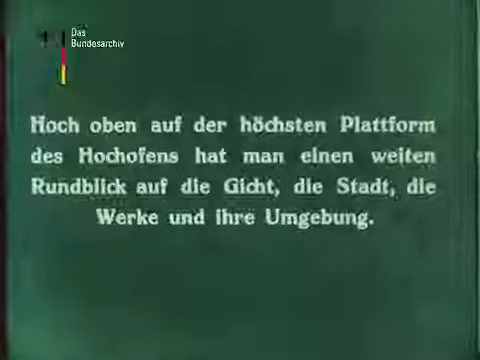 Das
Bundesarchiv
Hoch oben auf der höchsten Plattform
des Hochofens hat man einen weiten
Rundblick auf die Gicht, die Stadt, die
Werke und ihre Umgebung.